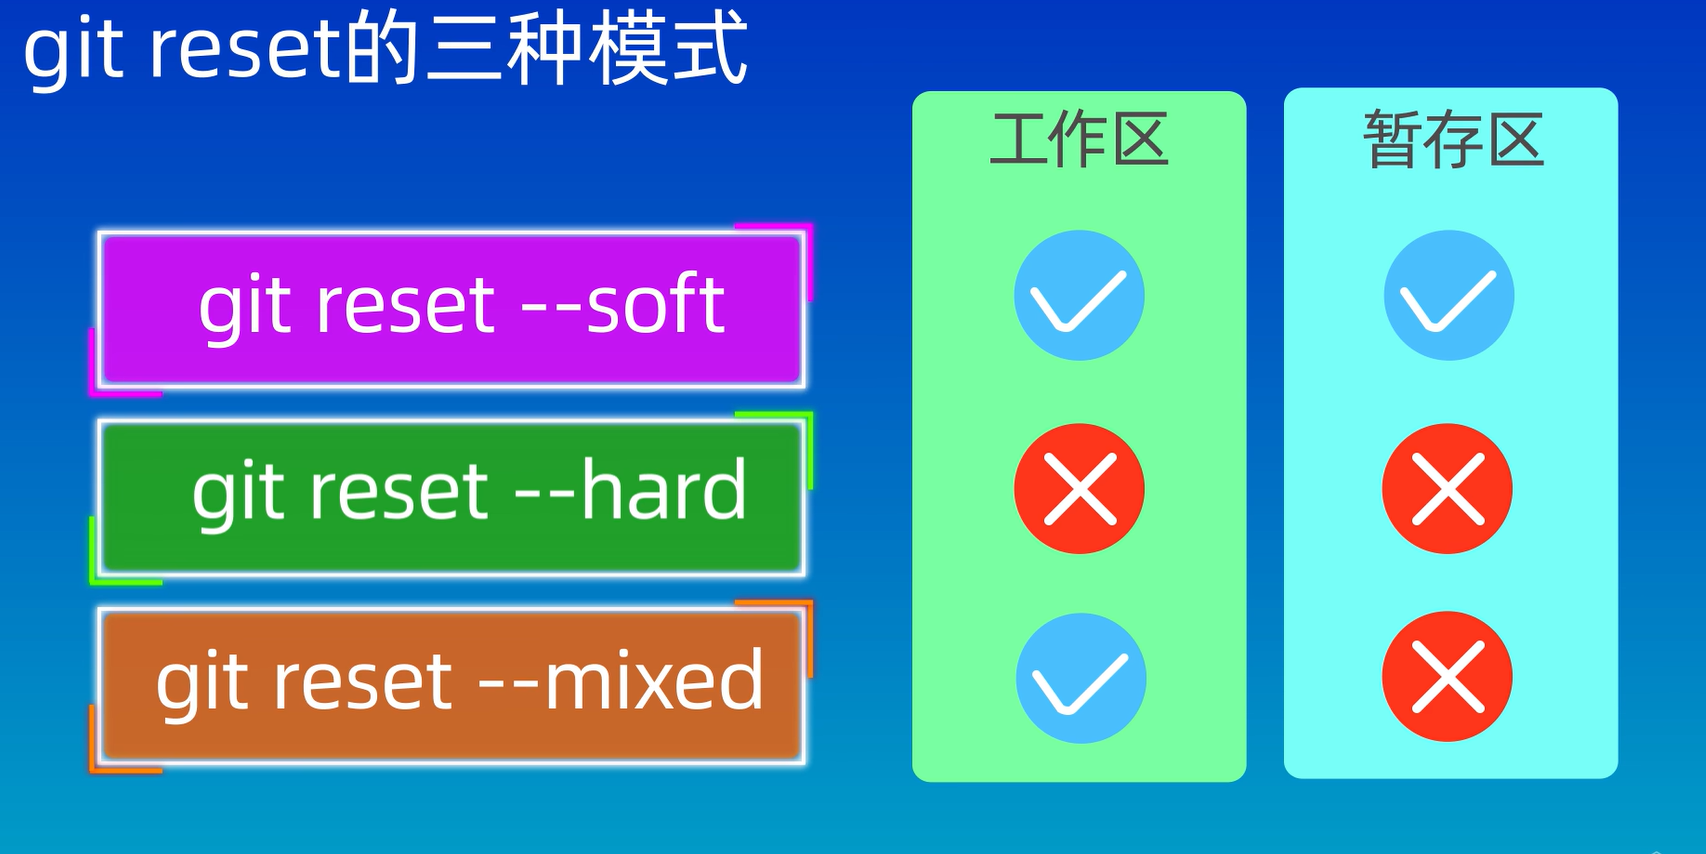 git reset的三种模式
工作区
暂存区
git reset --soft
git reset --hard
git reset --mixed